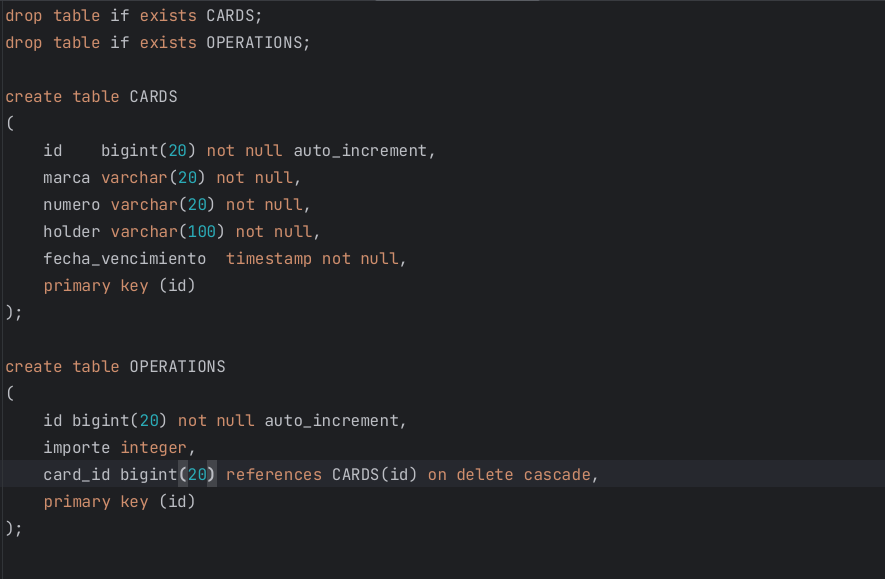 drop table if exists CARDS;
drop table if exists OPERATIONS;
create table CARDS
(
id    bigint(20) not null auto_increment,
marca varchar(20) not null,
numero varchar(20) not null,
holder varchar(100) not null,
fecha_vencimiento  timestamp not null,
primary key (id)
);
create table OPERATIONS
(
id bigint(20) not null auto_increment,
importe integer,
card_id bigint(20) references CARDS(id) on delete cascade,
primary key (id)
);